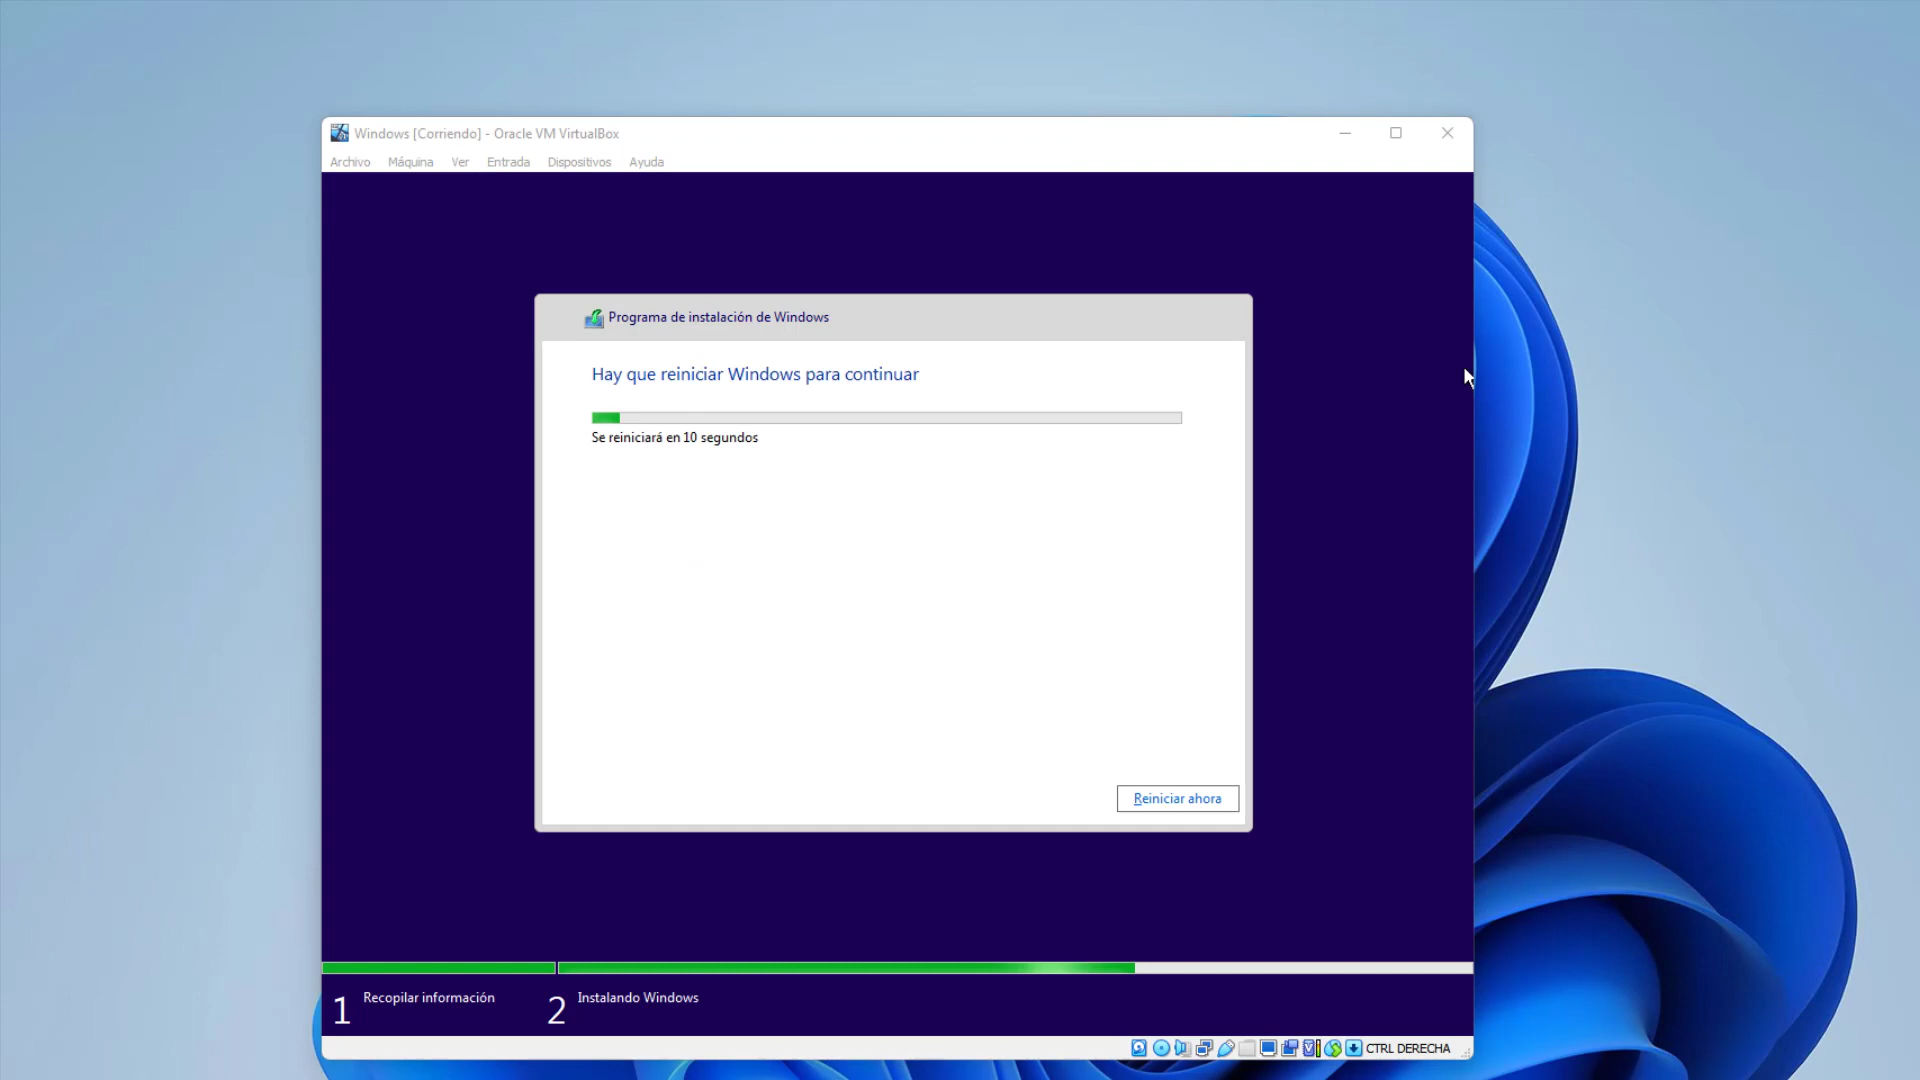 Windows [Corriendo] - Oracle VM VirtualBox
Archivo Máquina Ver Entrada Dispositivos Ayuda
Programa de instalación de Windows
Hay que reiniciar Windows para continuar
Se reiniciará en 10 segundos
Reiniciar ahora
1 Recopilar información 2 Instalando Windows
CTRL DERECHA